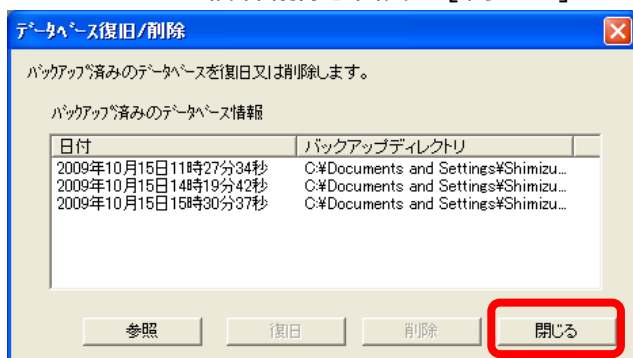 データベース復旧/削除
バックアップ済みのデータベースを復旧又は削除します。
バックアップ済みのデータベース情報
日付 バックアップディレクトリ
2009年10月15日11時27分34秒 C:¥Documents and Settings¥Shimizu...
2009年10月15日14時19分42秒 C:¥Documents and Settings¥Shimizu...
2009年10月15日15時30分37秒 C:¥Documents and Settings¥Shimizu...
参照 復旧 削除 閉じる